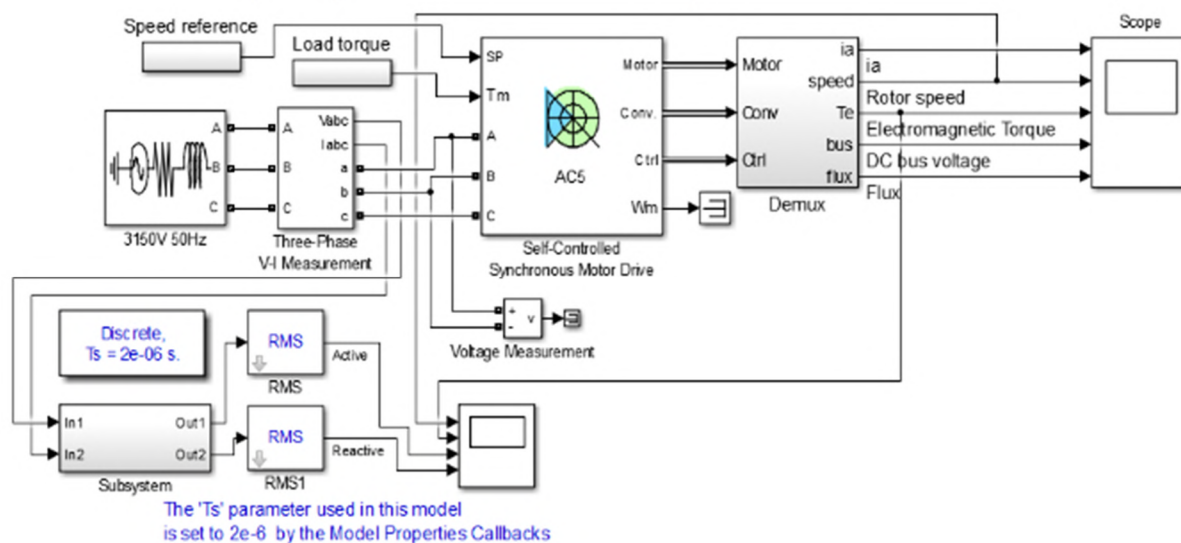 Speed reference
Load torque
Scope
SP
Tm
A
B
C
AC5
Motor
Conv.
Ctrl
Wm
Self-Controlled
Synchronous Motor Drive
Motor
Conv
Ctrl
ia
speed
Te
bus
flux
Demux
ia
Rotor speed
Electromagnetic Torque
DC bus voltage
Flux
A
B
C
3150V 50Hz
A
B
C
Vabc
Iabc
a
b
c
Three-Phase
V-I Measurement
+
-
v
Voltage Measurement
Discrete,
Ts = 2e-06 s.
RMS
RMS
Active
In1
In2
Out1
Out2
Subsystem
RMS
RMS1
Reactive
The 'Ts' parameter used in this model
is set to 2e-6 by the Model Properties Callbacks